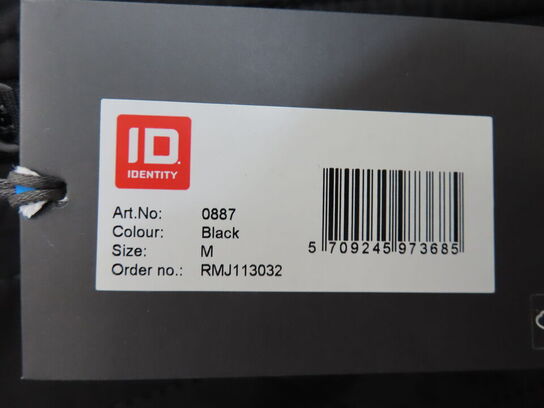 ID.
IDENTITY
Art.No: 0887
Colour: Black
Size: M
Order no.: RMJ113032
5 709245 973685